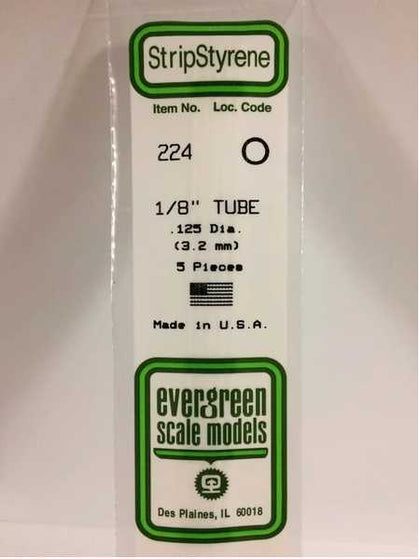 StripStyrene
Item No. Loc. Code
224 O
1/8" TUBE
.125 Dia.
(3.2 mm)
5 Pieces
Made in U.S.A.
evergreen
scale models
Des Plaines, IL 60018